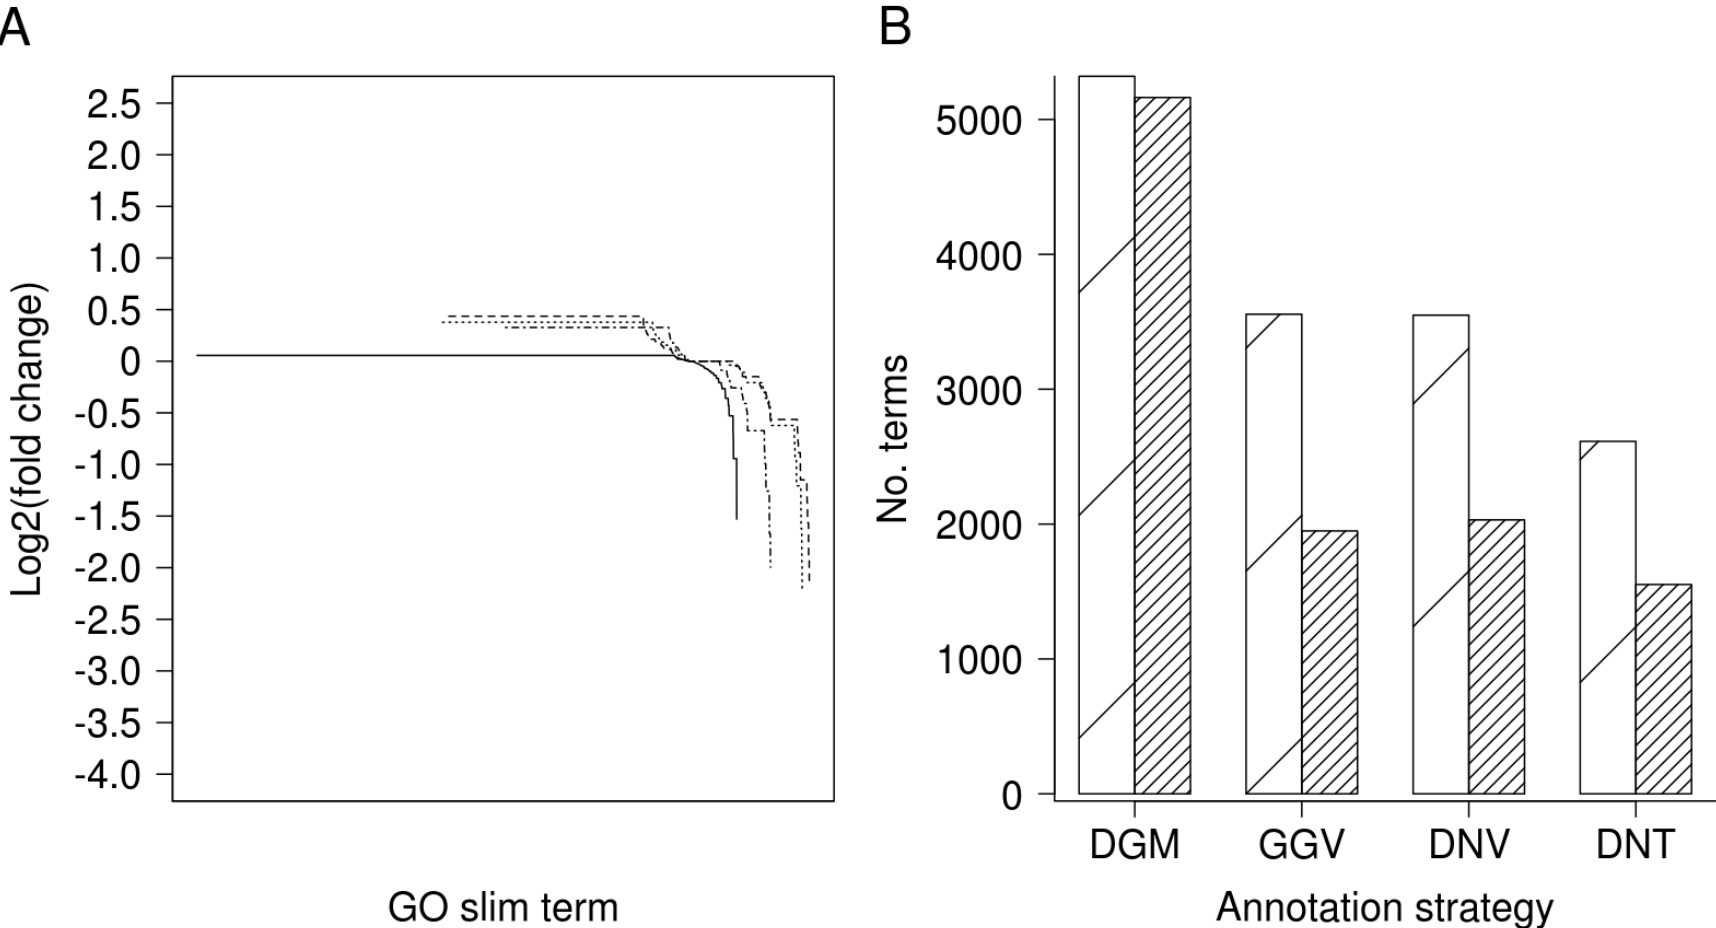 A
B
Log2(fold change)
2.5
2.0
1.5
1.0
0.5
0
-0.5
-1.0
-1.5
-2.0
-2.5
-3.0
-3.5
-4.0
GO slim term
No. terms
5000
4000
3000
2000
1000
0
DGM GGV DNV DNT
Annotation strategy